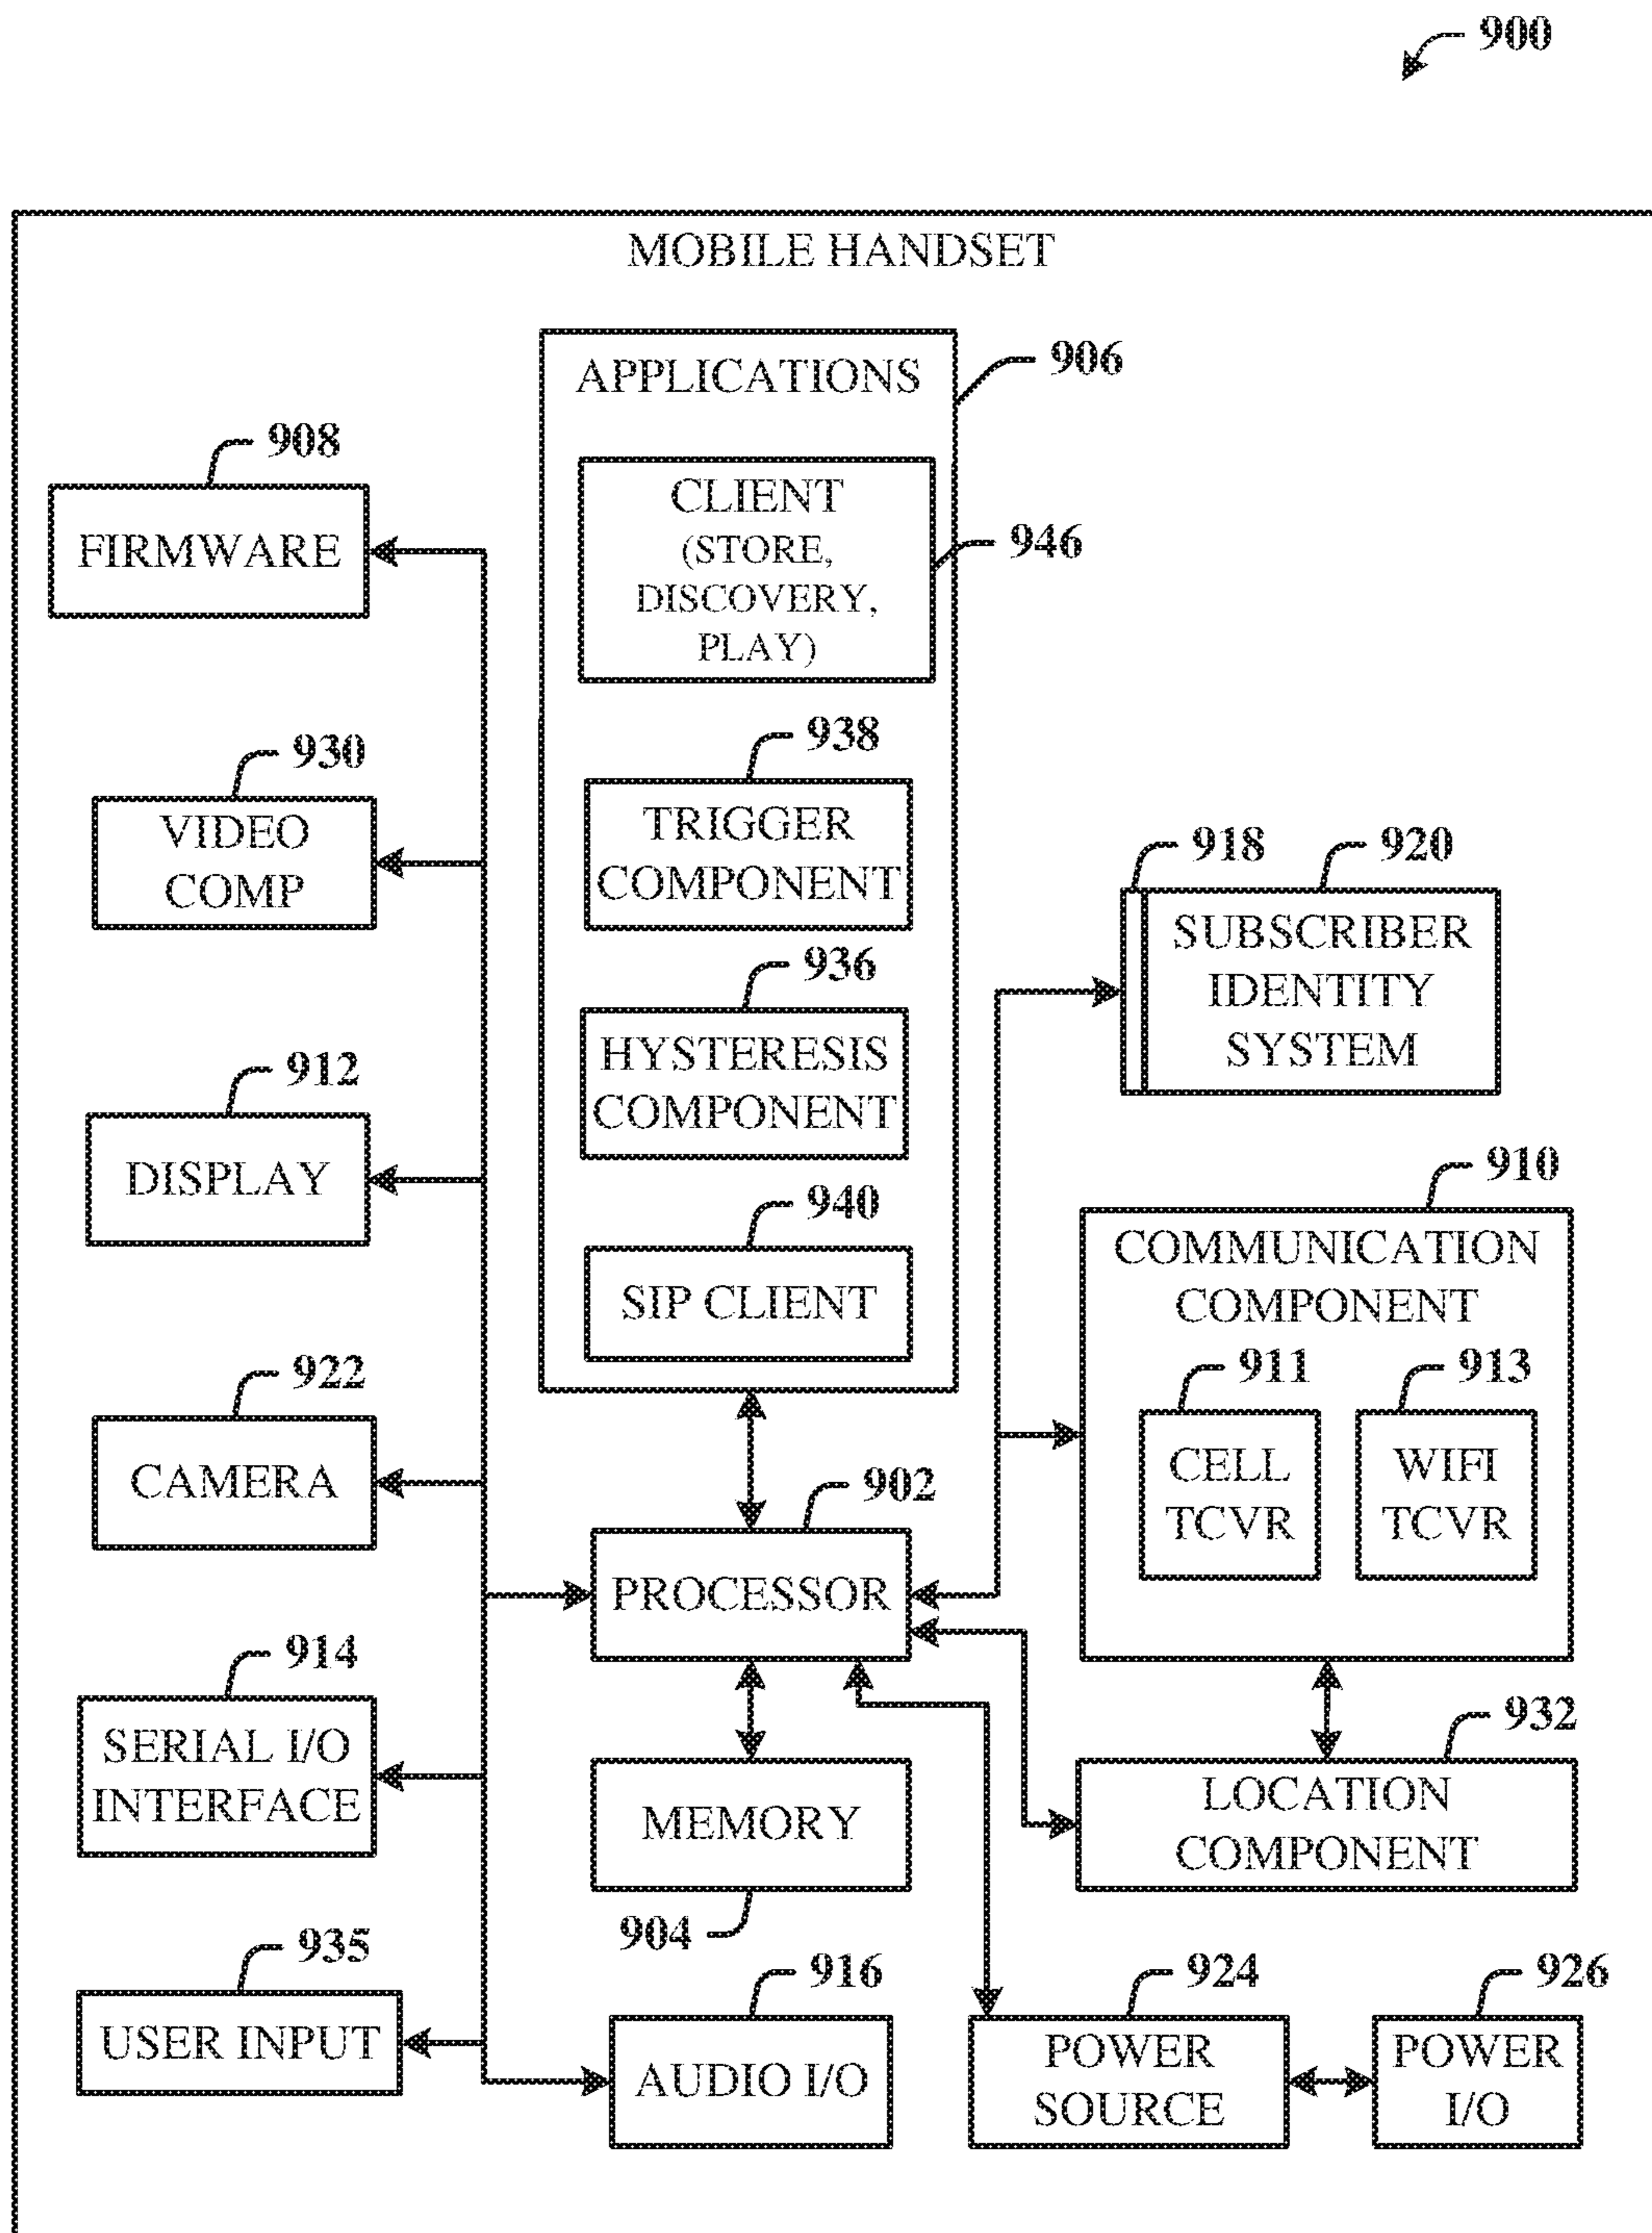 900
MOBILE HANDSET
APPLICATIONS
906
CLIENT
(STORE,
DISCOVERY,
PLAY)
946
938
TRIGGER
COMPONENT
936
HYSTERESIS
COMPONENT
940
SIP CLIENT
908
FIRMWARE
930
VIDEO
COMP
912
DISPLAY
922
CAMERA
914
SERIAL I/O
INTERFACE
935
USER INPUT
902
PROCESSOR
MEMORY
904
916
AUDIO I/O
918
920
SUBSCRIBER
IDENTITY
SYSTEM
910
COMMUNICATION
COMPONENT
911
CELL
TCVR
913
WIFI
TCVR
932
LOCATION
COMPONENT
924
POWER
SOURCE
926
POWER
I/O